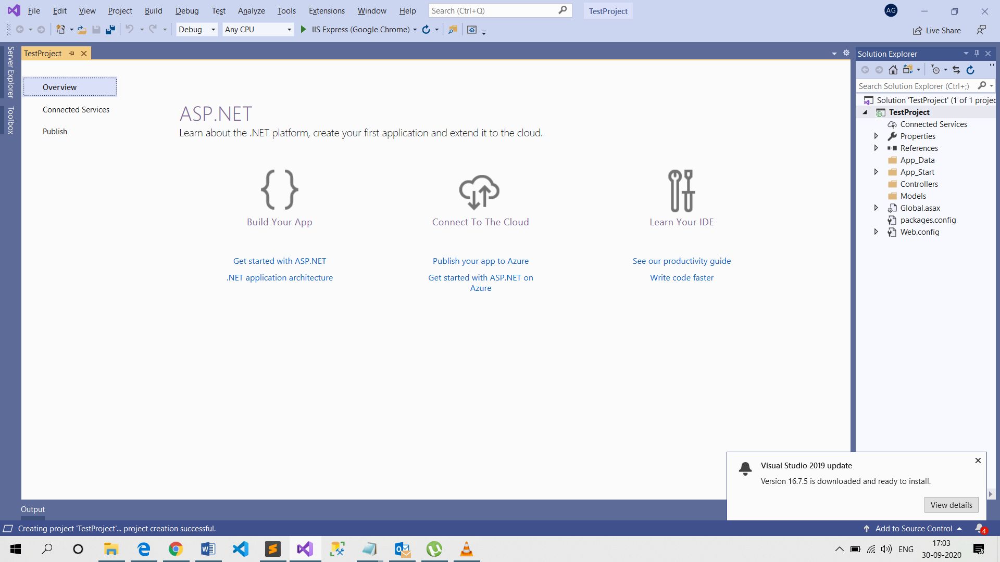 File Edit View Project Build Debug Test Analyze Tools Extensions Window Help Search (Ctrl+Q) TestProject AG
Debug Any CPU IIS Express (Google Chrome) Live Share
Server Explorer
Toolbox
TestProject
Overview
Connected Services
Publish
ASP.NET
Learn about the .NET platform, create your first application and extend it to the cloud.
Build Your App
Get started with ASP.NET
.NET application architecture
Connect To The Cloud
Publish your app to Azure
Get started with ASP.NET on
Azure
Learn Your IDE
See our productivity guide
Write code faster
Solution Explorer
Search Solution Explorer (Ctrl+;)
Solution 'TestProject' (1 of 1 projec
TestProject
Connected Services
Properties
References
App_Data
App_Start
Controllers
Models
Global.asax
packages.config
Web.config
Visual Studio 2019 update
Version 16.7.5 is downloaded and ready to install.
View details
Output
Creating project 'TestProject'... project creation successful. Add to Source Control 4
ENG
17:03
30-09-2020